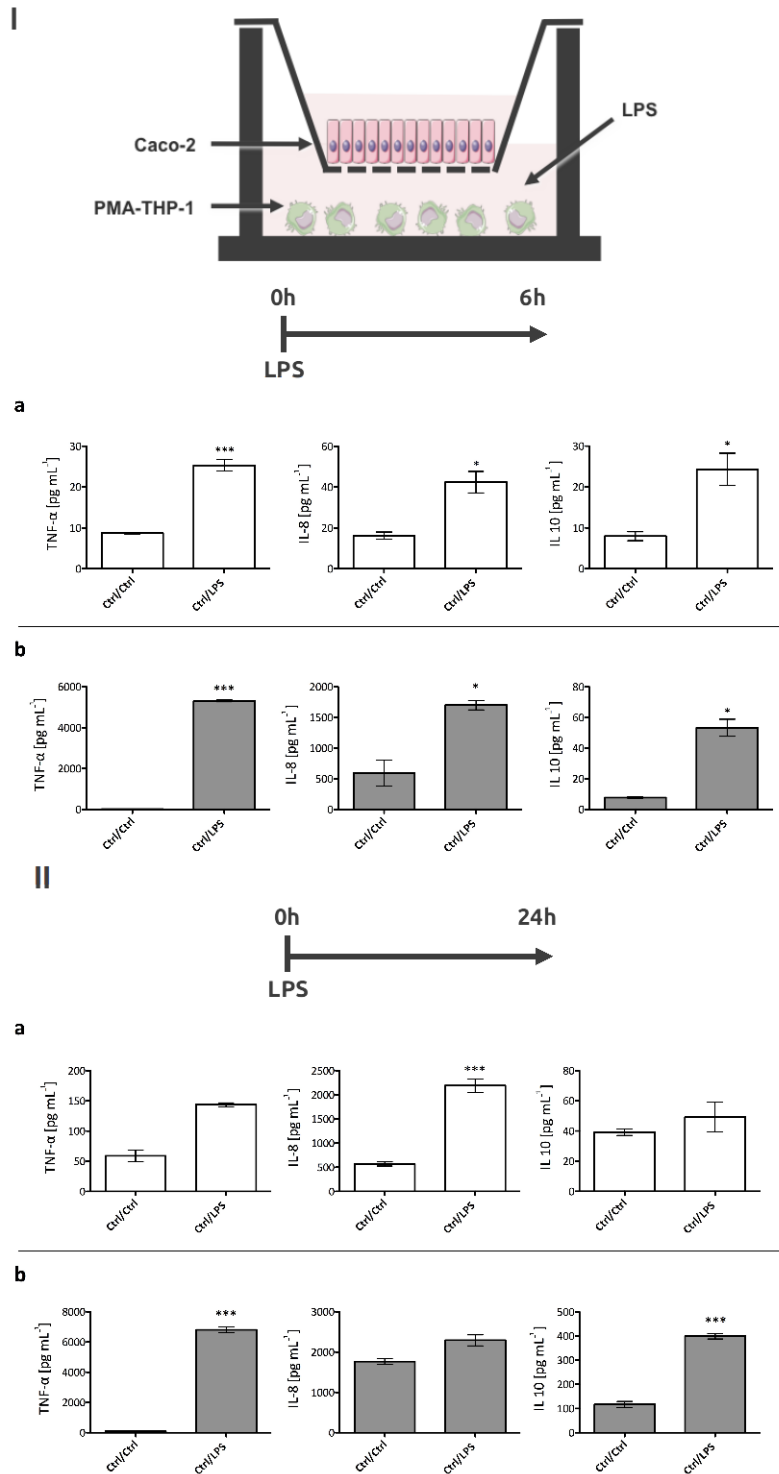 I
Caco-2
LPS
PMA-THP-1
0h 6h
LPS
a
TNF-α [pg mL⁻¹]
30
20
10
0
***
Ctrl/Ctrl
Ctrl/LPS
IL-8 [pg mL⁻¹]
60
40
20
0
*
Ctrl/Ctrl
Ctrl/LPS
IL 10 [pg mL⁻¹]
30
20
10
0
*
Ctrl/Ctrl
Ctrl/LPS
b
TNF-α [pg mL⁻¹]
6000
4000
2000
0
***
Ctrl/Ctrl
Ctrl/LPS
IL-8 [pg mL⁻¹]
2000
1500
1000
500
0
*
Ctrl/Ctrl
Ctrl/LPS
IL 10 [pg mL⁻¹]
80
60
40
20
0
*
Ctrl/Ctrl
Ctrl/LPS
II
0h 24h
LPS
a
TNF-α [pg mL⁻¹]
200
150
100
50
0
Ctrl/Ctrl
Ctrl/LPS
IL-8 [pg mL⁻¹]
2500
2000
1500
1000
500
0
***
Ctrl/Ctrl
Ctrl/LPS
IL 10 [pg mL⁻¹]
80
60
40
20
0
Ctrl/Ctrl
Ctrl/LPS
b
TNF-α [pg mL⁻¹]
8000
6000
4000
2000
0
***
Ctrl/Ctrl
Ctrl/LPS
IL-8 [pg mL⁻¹]
3000
2000
1000
0
Ctrl/Ctrl
Ctrl/LPS
IL 10 [pg mL⁻¹]
500
400
300
200
100
0
***
Ctrl/Ctrl
Ctrl/LPS